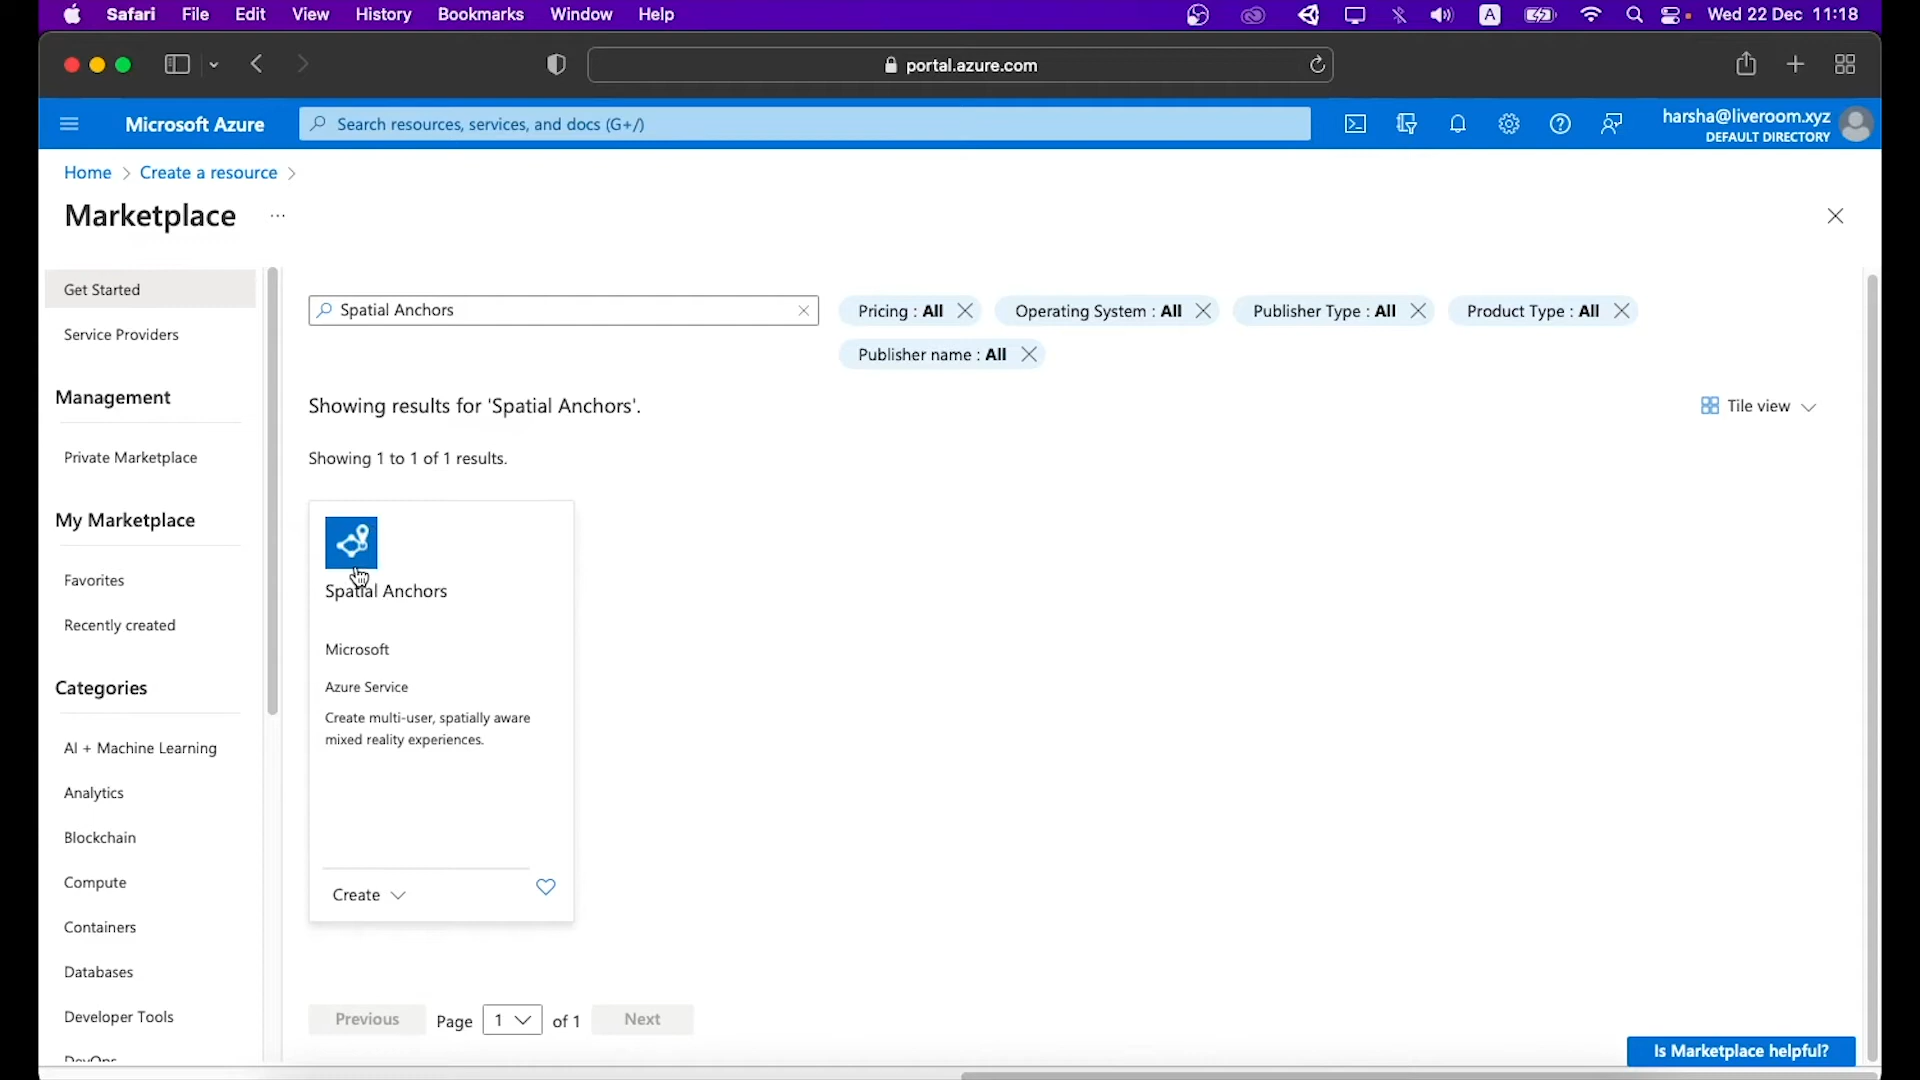 Safari File Edit View History Bookmarks Window Help
A
Wed 22 Dec 11:18
portal.azure.com
Microsoft Azure
Search resources, services, and docs (G+/)
harsha@liveroom.xyz
DEFAULT DIRECTORY
Home > Create a resource >
Marketplace ...
Get Started
Service Providers
Management
Private Marketplace
My Marketplace
Favorites
Recently created
Categories
AI + Machine Learning
Analytics
Blockchain
Compute
Containers
Databases
Developer Tools
DevOps
Spatial Anchors
Pricing : All
Operating System : All
Publisher Type : All
Product Type : All
Publisher name : All
Showing results for 'Spatial Anchors'.
Tile view
Showing 1 to 1 of 1 results.
Spatial Anchors
Microsoft
Azure Service
Create multi-user, spatially aware
mixed reality experiences.
Create
Previous Page 1 of 1 Next
Is Marketplace helpful?